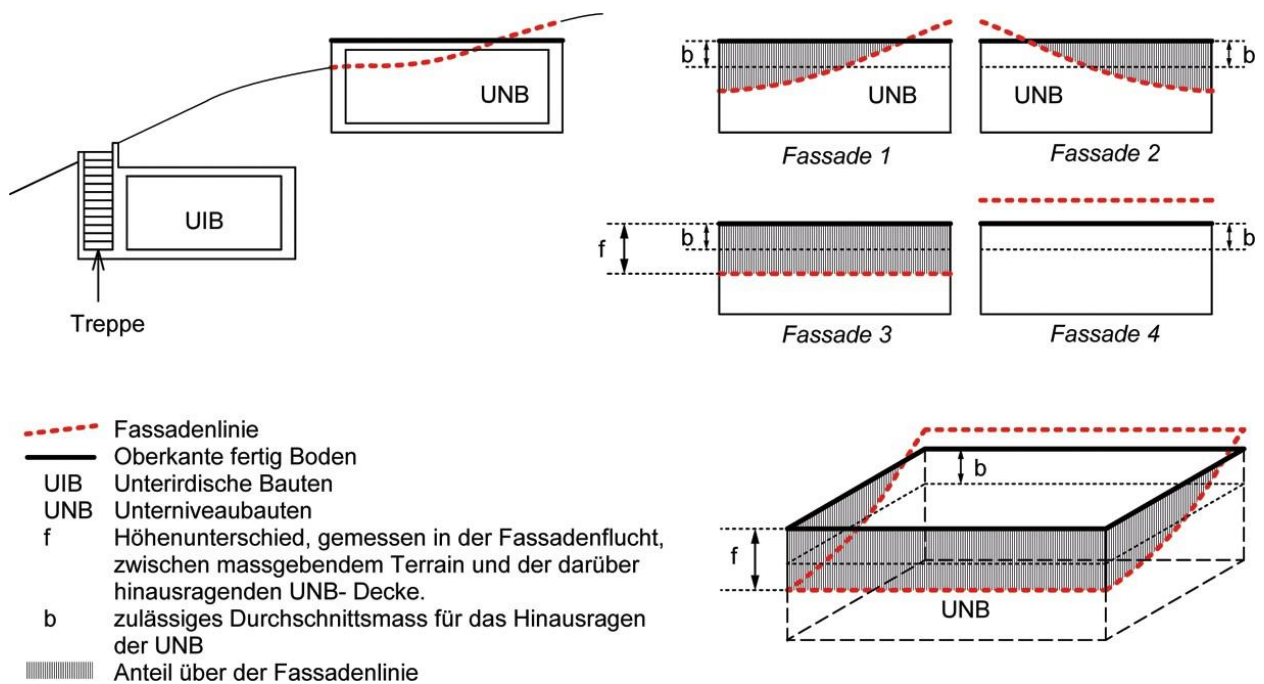 UNB
UIB
Treppe
b
UNB
Fassade 1
b
UNB
Fassade 2
f
b
Fassade 3
b
Fassade 4
Fassadenlinie
Oberkante fertig Boden
UIB Unterirdische Bauten
UNB Unterniveaubauten
f Höhenunterschied, gemessen in der Fassadenflucht,
zwischen massgebendem Terrain und der darüber
hinausragenden UNB- Decke.
b zulässiges Durchschnittsmass für das Hinausragen
der UNB
Anteil über der Fassadenlinie
b
f
UNB